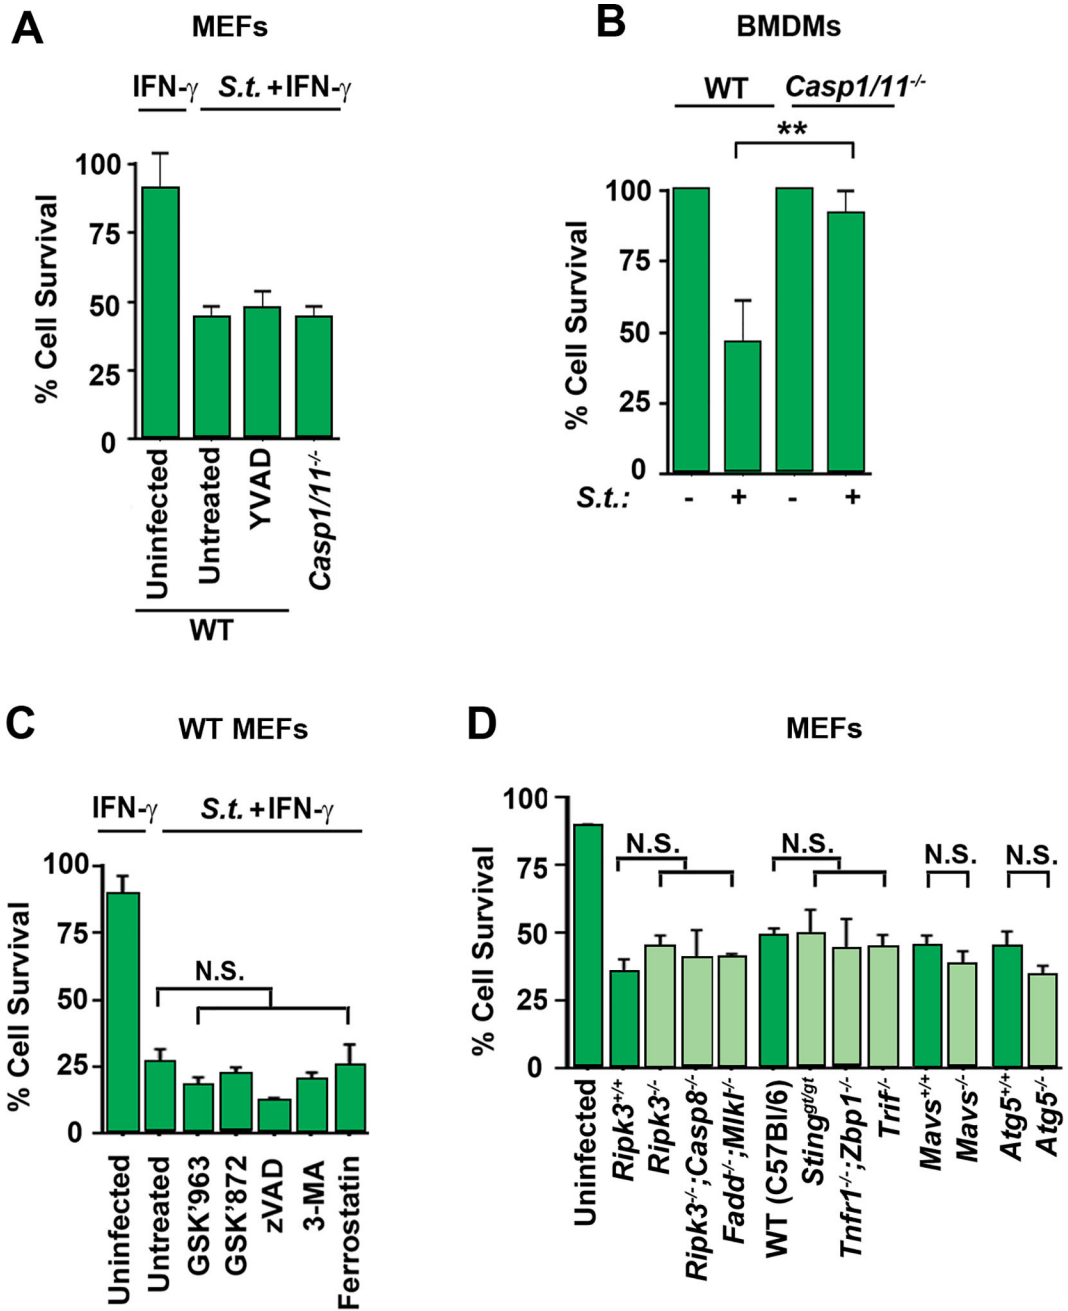 A
MEFs
IFN-γ
S.t. +IFN-γ
% Cell Survival
100
75
50
25
0
Uninfected
Untreated
YVAD
Casp1/11-/-
WT
B
BMDMs
WT
Casp1/11-/-
**
% Cell Survival
100
75
50
25
0
S.t.:
-
+
-
+
C
WT MEFs
IFN-γ
S.t. +IFN-γ
% Cell Survival
100
75
50
25
0
N.S.
Uninfected
Untreated
GSK'963
GSK'872
zVAD
3-MA
Ferrostatin
D
MEFs
% Cell Survival
100
75
50
25
0
N.S.
N.S.
N.S.
N.S.
Uninfected
Ripk3+/+
Ripk3-/-
Ripk3-/-;Casp8-/-
Fadd-/-;Mlkl-/-
WT (C57Bl/6)
Stinggt/gt
Tnfr1-/-;Zbp1-/-
Trif-/-
Mavs+/+
Mavs-/-
Atg5+/+
Atg5-/-